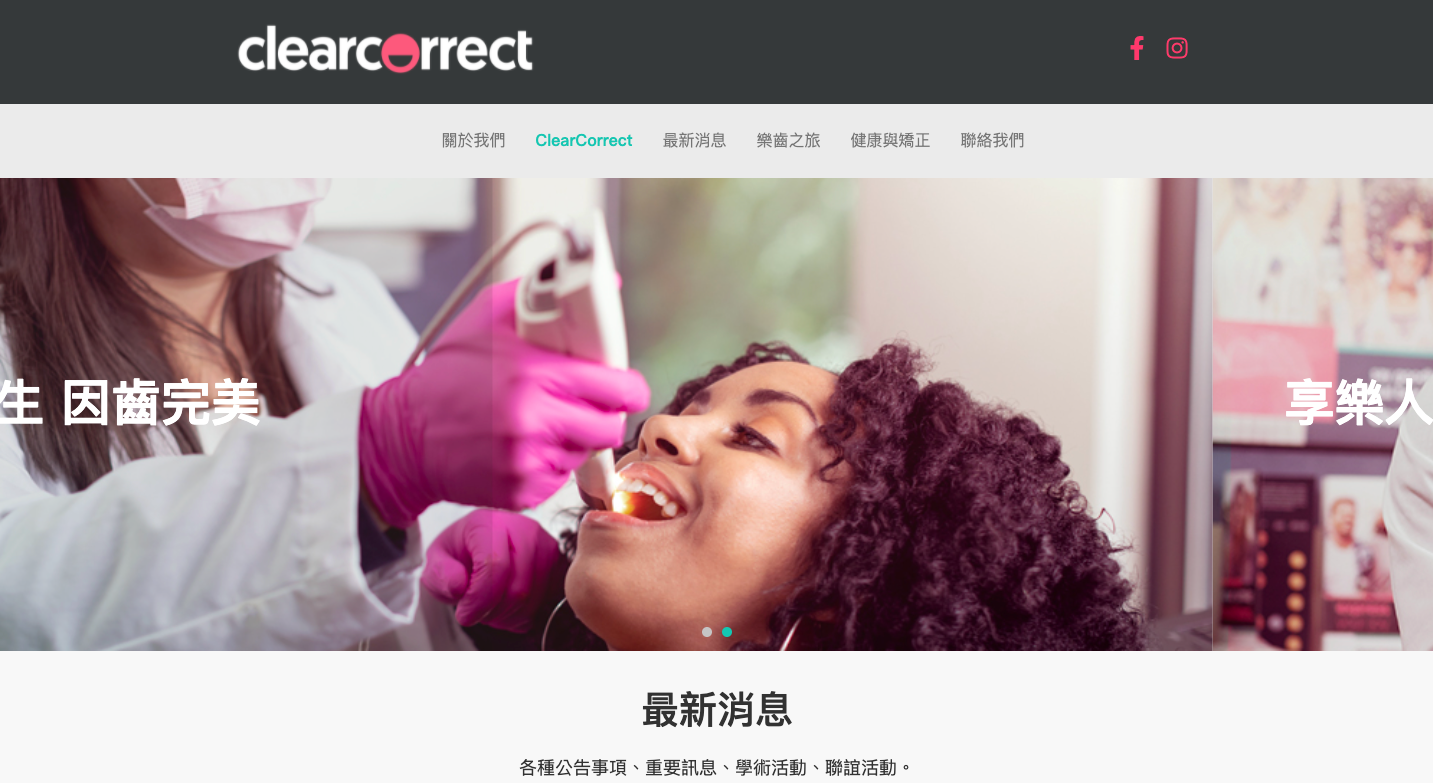 clearcorrect
關於我們 ClearCorrect 最新消息 樂齒之旅 健康與矯正 聯絡我們
生 因齒完美
享樂人
最新消息
各種公告事項、重要訊息、學術活動、聯誼活動。